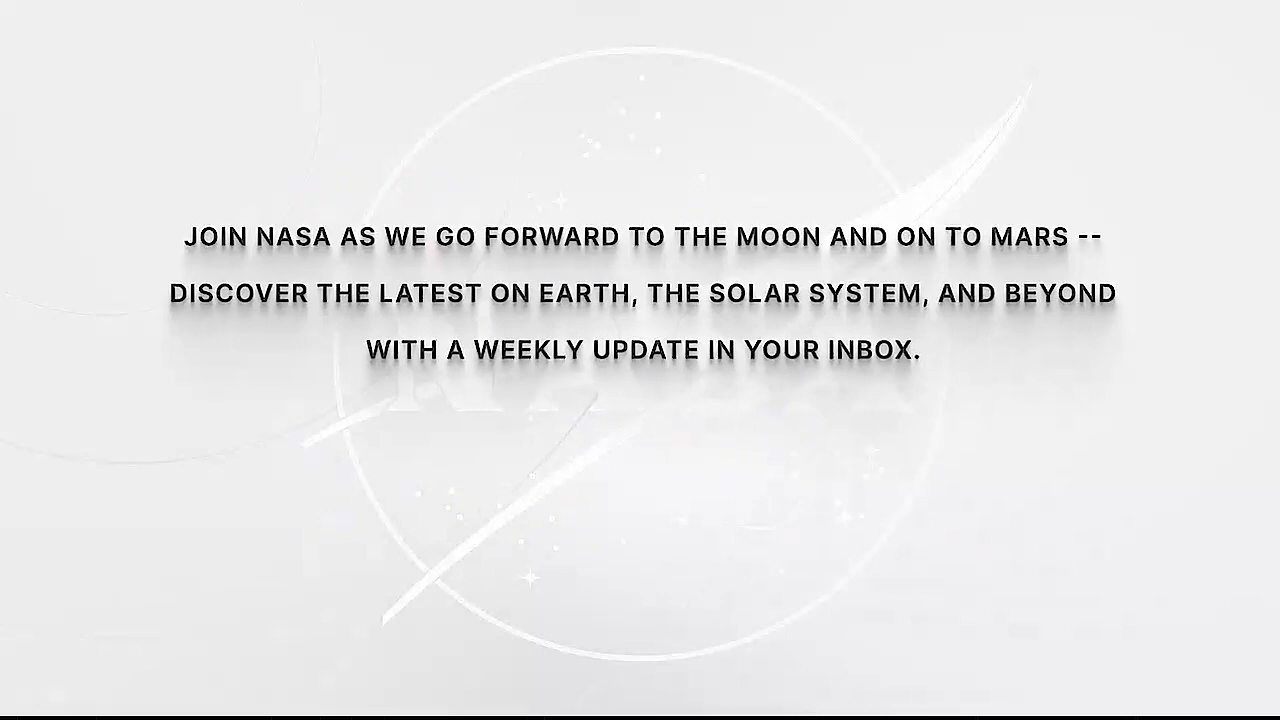 JOIN NASA AS WE GO FORWARD TO THE MOON AND ON TO MARS --
DISCOVER THE LATEST ON EARTH, THE SOLAR SYSTEM, AND BEYOND
WITH A WEEKLY UPDATE IN YOUR INBOX.
NASA